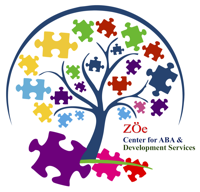 ZÖe
Center for ABA &
Development Services